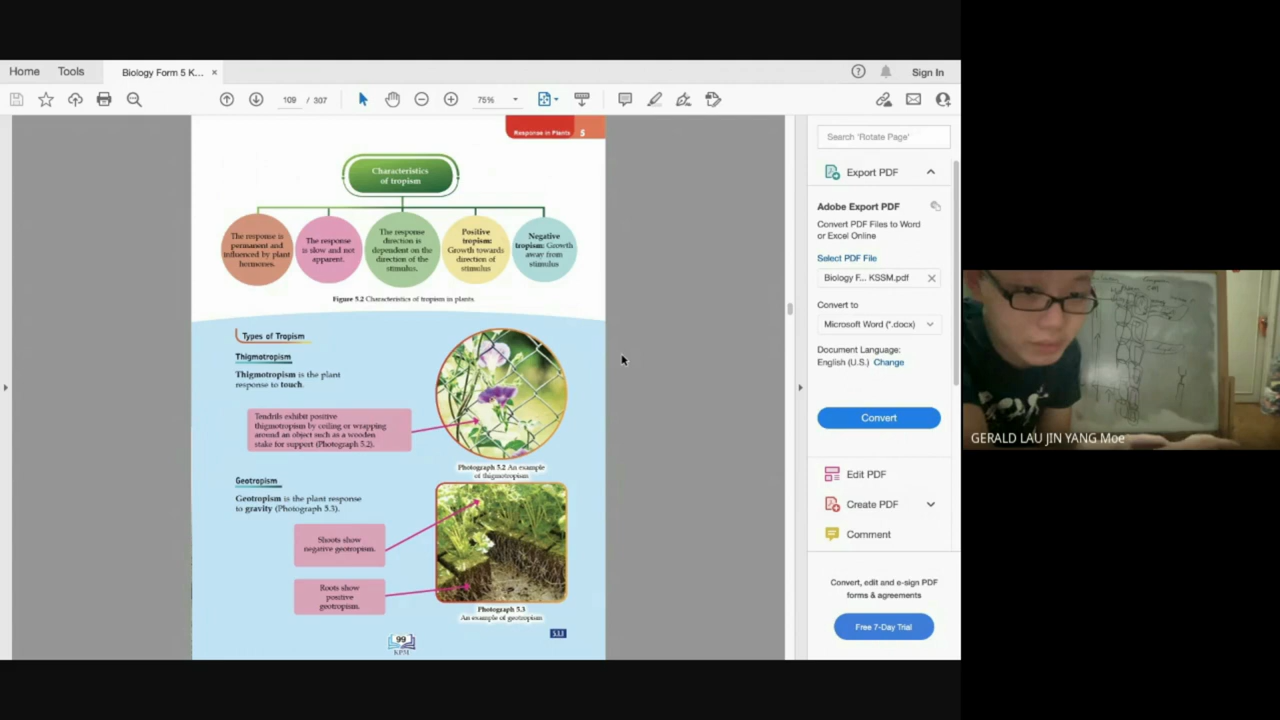 Home
Tools
Biology Form 5 K...
Sign In
109 / 307
75%
Response in Plants 5
Characteristics
of tropism
The response is
permanent and
influenced by plant
hormones.
The response
is slow and not
apparent.
The response
direction is
dependent on the
direction of the
stimulus.
Positive
tropism:
Growth towards
direction of
stimulus
Negative
tropism: Growth
away from
stimulus
Figure 5.2 Characteristics of tropism in plants.
Types of Tropism
Thigmotropism
Thigmotropism is the plant
response to touch.
Tendrils exhibit positive
thigmotropism by coiling or wrapping
around an object such as a wooden
stake for support (Photograph 5.2).
Photograph 5.2 An example
of thigmotropism
Geotropism
Geotropism is the plant response
to gravity (Photograph 5.3).
Shoots show
negative geotropism.
Roots show
positive
geotropism.
Photograph 5.3
An example of geotropism
99
KPM
5.1.1
Search 'Rotate Page'
Export PDF
Adobe Export PDF
Convert PDF Files to Word
or Excel Online
Select PDF File
Biology F... KSSM.pdf
Convert to
Microsoft Word (*.docx)
Document Language:
English (U.S.) Change
Convert
Edit PDF
Create PDF
Comment
Convert, edit and e-sign PDF
forms & agreements
Free 7-Day Trial
GERALD LAU JIN YANG Moe